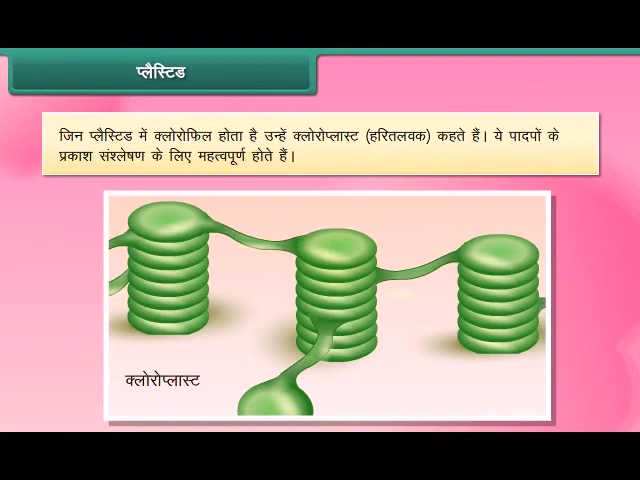 प्लैस्टिड
जिन प्लैस्टिड में क्लोरोफिल होता है उन्हें क्लोरोप्लास्ट (हरितलवक) कहते हैं। ये पादपों के
प्रकाश संश्लेषण के लिए महत्वपूर्ण होते हैं।
क्लोरोप्लास्ट